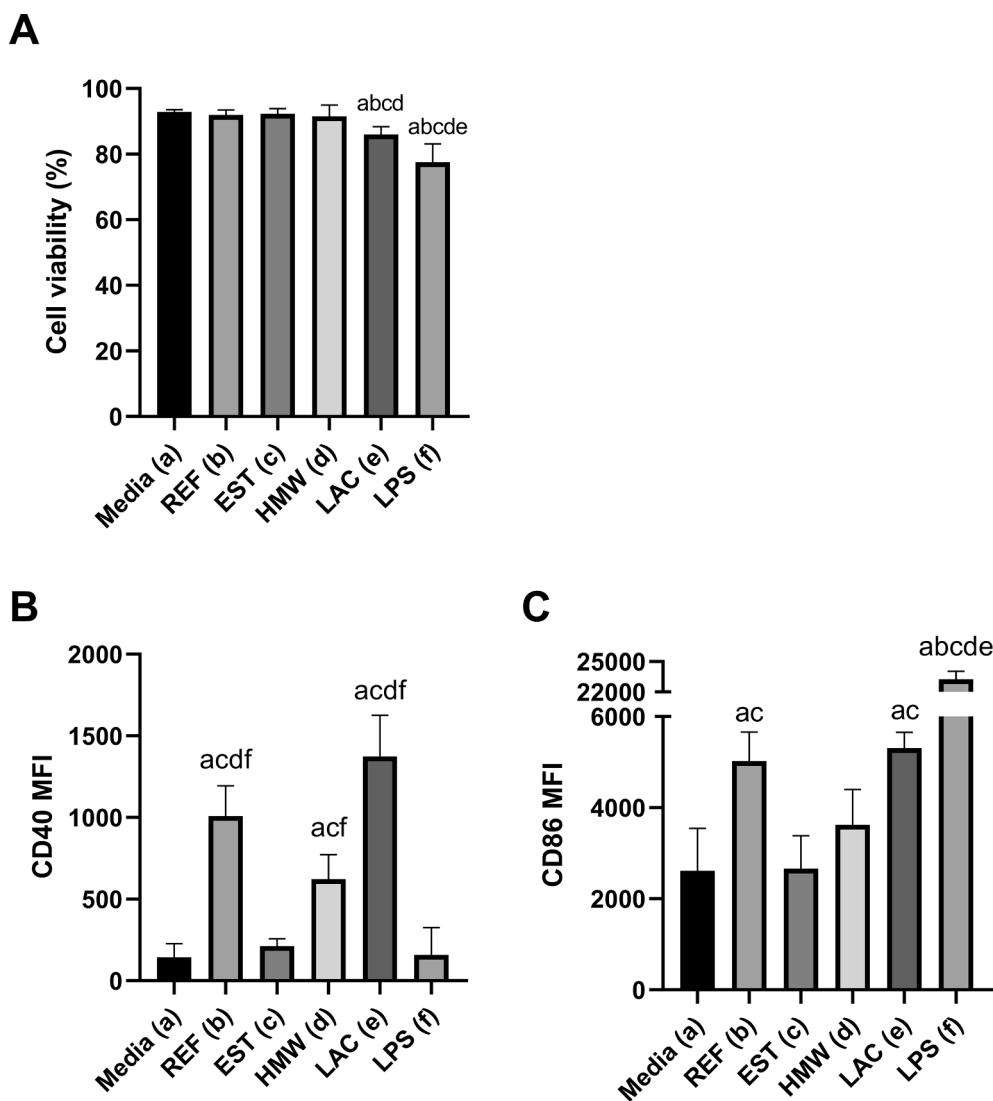 A
Cell viability (%)
100
80
60
40
20
0
abcd
abcde
Media (a)
REF (b)
EST (c)
HMW (d)
LAC (e)
LPS (f)
B
CD40 MFI
2000
1500
1000
500
0
acdf
acf
acdf
Media (a)
REF (b)
EST (c)
HMW (d)
LAC (e)
LPS (f)
C
CD86 MFI
25000
22000
6000
4000
2000
0
ac
ac
abcde
Media (a)
REF (b)
EST (c)
HMW (d)
LAC (e)
LPS (f)